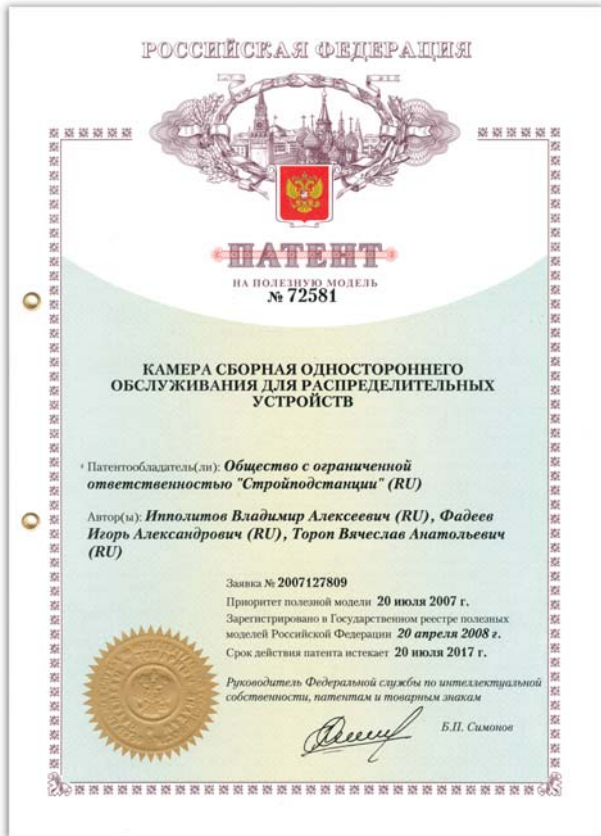 РОССИЙСКАЯ ФЕДЕРАЦИЯ
ПАТЕНТ
НА ПОЛЕЗНУЮ МОДЕЛЬ
№ 72581
КАМЕРА СБОРНАЯ ОДНОСТОРОННЕГО
ОБСЛУЖИВАНИЯ ДЛЯ РАСПРЕДЕЛИТЕЛЬНЫХ
УСТРОЙСТВ
Патентообладатель(ли): Общество с ограниченной
ответственностью "Стройподстанции" (RU)
Автор(ы): Ипполитов Владимир Алексеевич (RU), Фадеев
Игорь Александрович (RU), Тороп Вячеслав Анатольевич
(RU)
Заявка № 2007127809
Приоритет полезной модели 20 июля 2007 г.
Зарегистрировано в Государственном реестре полезных
моделей Российской Федерации 20 апреля 2008 г.
Срок действия патента истекает 20 июля 2017 г.
Руководитель Федеральной службы по интеллектуальной
собственности, патентам и товарным знакам
Б.П. Симонов